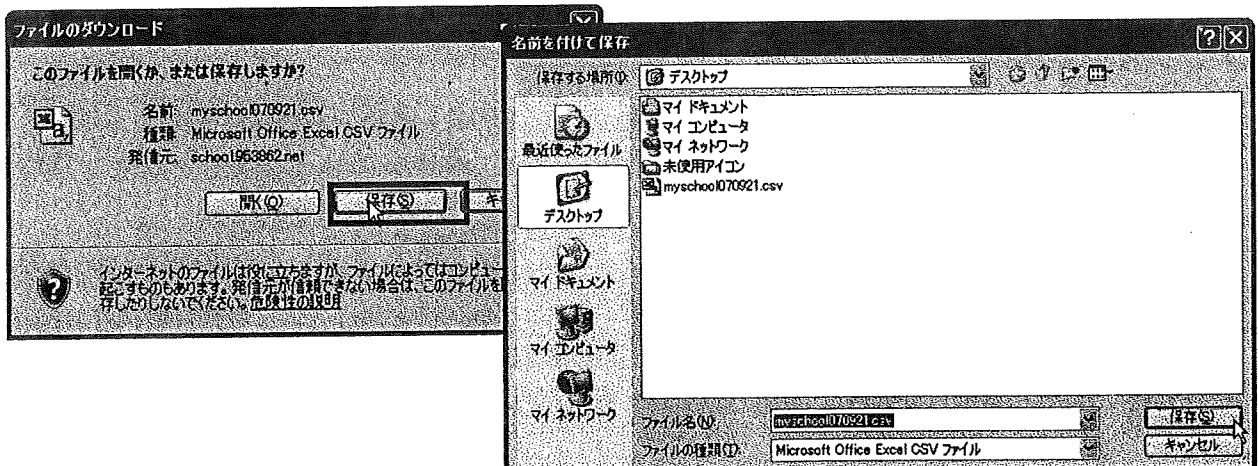 ファイルのダウンロード
このファイルを開くか、または保存しますか?
名前: myschool070921.csv
種類: Microsoft Office Excel CSV ファイル
発信元: school.953862.net
開く(O)
保存(S)
キ
インターネットのファイルは役に立ちますが、ファイルによってはコンピュー
起こすものもあります。発信元が信頼できない場合は、このファイルを
存したりしないでください。危険性の説明
名前を付けて保存
保存する場所(I):
デスクトップ
最近使ったファイル
デスクトップ
マイ ドキュメント
マイ コンピュータ
マイ ネットワーク
マイ ドキュメント
マイ コンピュータ
マイ ネットワーク
未使用アイコン
myschool070921.csv
ファイル名(N):
myschool070921.csv
保存(S)
ファイルの種類(T):
Microsoft Office Excel CSV ファイル
キャンセル